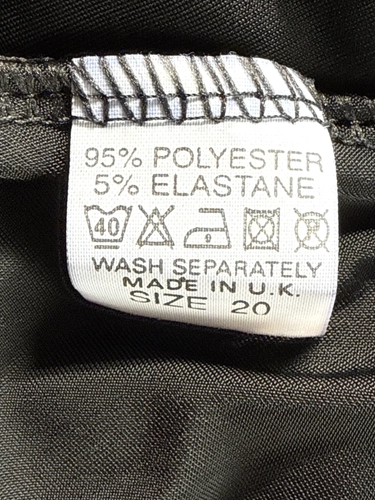 95% POLYESTER
5% ELASTANE
40
WASH SEPARATELY
MADE IN U.K.
SIZE 20